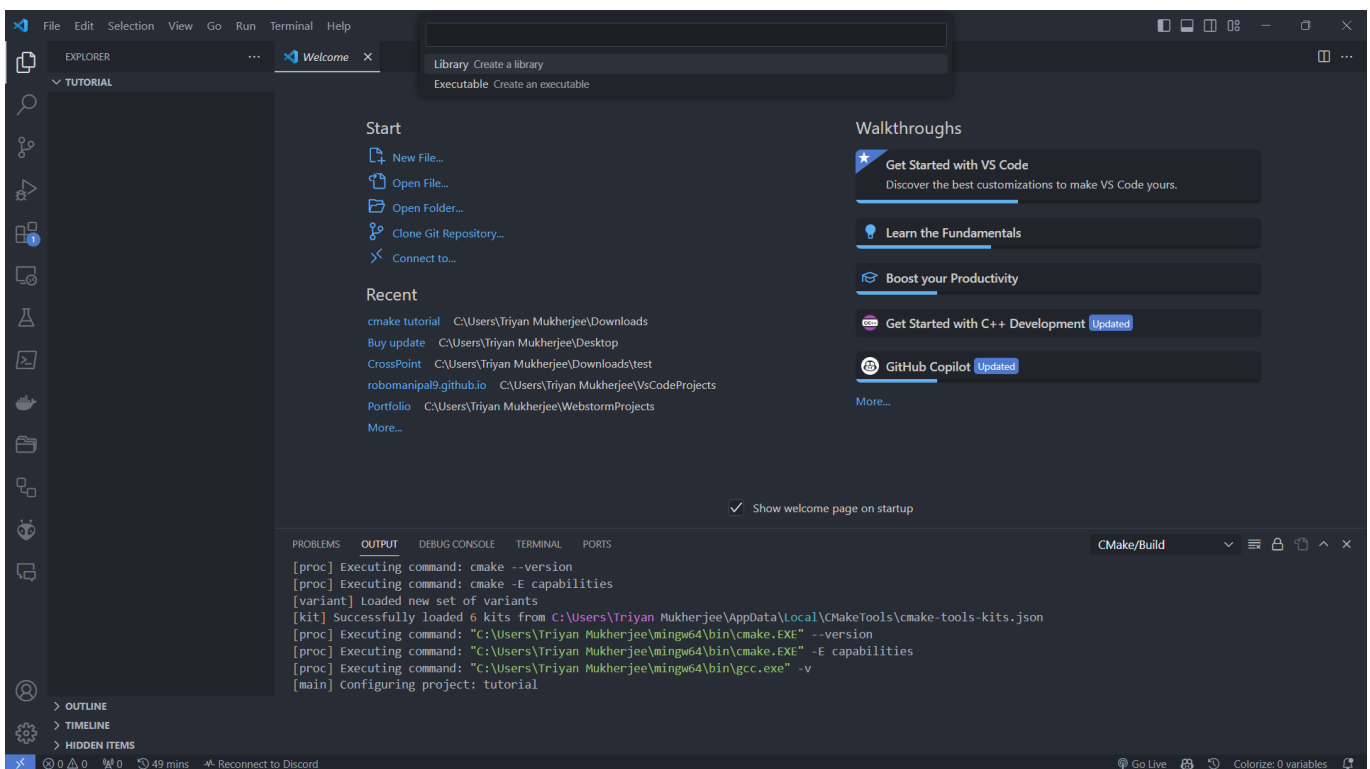 File Edit Selection View Go Run Terminal Help
Library Create a library
Executable Create an executable
EXPLORER
TUTORIAL
OUTLINE
TIMELINE
HIDDEN ITEMS
Welcome
Start
New File...
Open File...
Open Folder...
Clone Git Repository...
Connect to...
Recent
cmake tutorial C:\Users\Triyan Mukherjee\Downloads
Buy update C:\Users\Triyan Mukherjee\Desktop
CrossPoint C:\Users\Triyan Mukherjee\Downloads\test
robomanipal9.github.io C:\Users\Triyan Mukherjee\VsCodeProjects
Portfolio C:\Users\Triyan Mukherjee\WebstormProjects
More...
Walkthroughs
Get Started with VS Code
Discover the best customizations to make VS Code yours.
Learn the Fundamentals
Boost your Productivity
Get Started with C++ Development Updated
GitHub Copilot Updated
More...
Show welcome page on startup
PROBLEMS OUTPUT DEBUG CONSOLE TERMINAL PORTS
CMake/Build
[proc] Executing command: cmake --version
[proc] Executing command: cmake -E capabilities
[variant] Loaded new set of variants
[kit] Successfully loaded 6 kits from C:\Users\Triyan Mukherjee\AppData\Local\CMakeTools\cmake-tools-kits.json
[proc] Executing command: "C:\Users\Triyan Mukherjee\mingw64\bin\cmake.EXE" --version
[proc] Executing command: "C:\Users\Triyan Mukherjee\mingw64\bin\cmake.EXE" -E capabilities
[proc] Executing command: "C:\Users\Triyan Mukherjee\mingw64\bin\gcc.exe" -v
[main] Configuring project: tutorial
1
0 0 0 49 mins Reconnect to Discord
Go Live Colorize: 0 variables